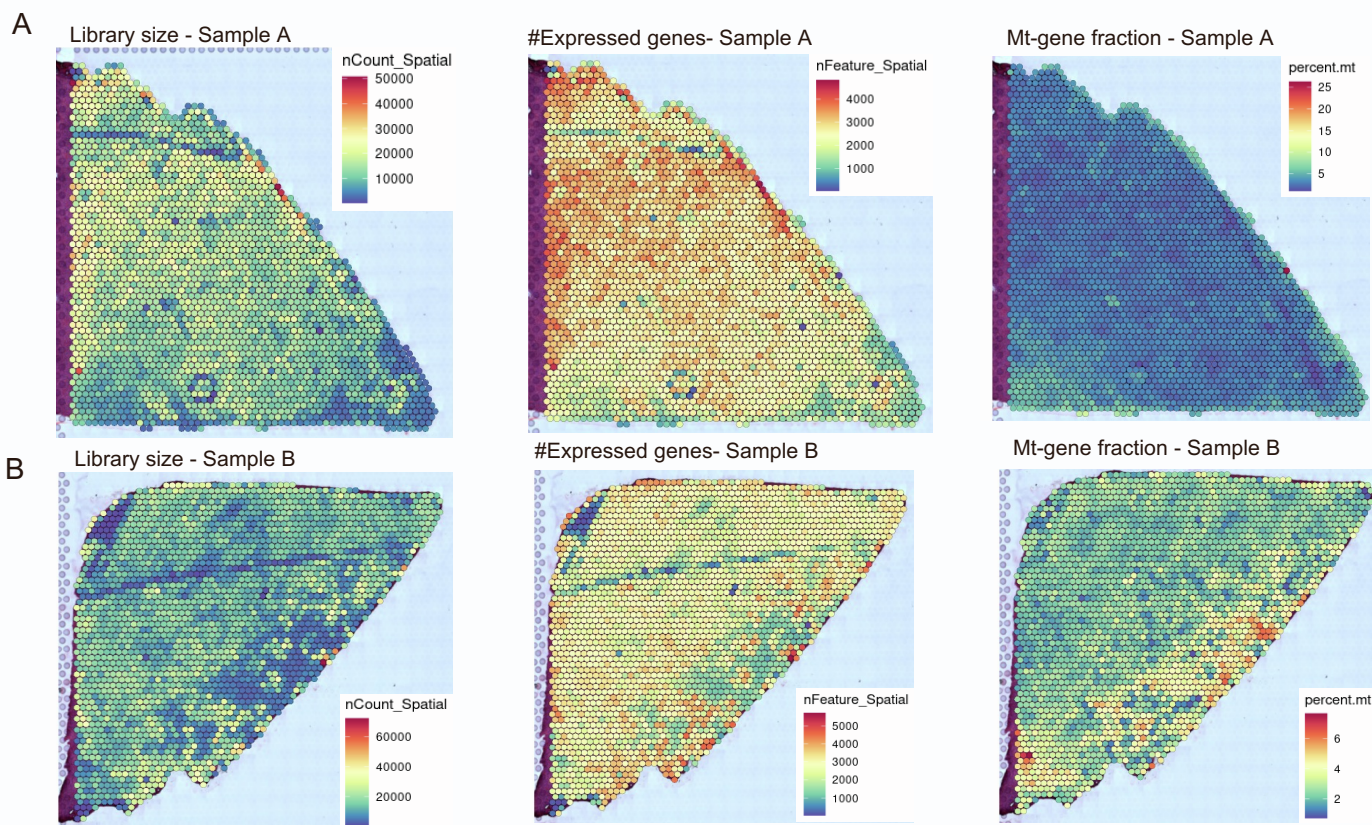 A
Library size - Sample A
nCount_Spatial
50000
40000
30000
20000
10000
#Expressed genes- Sample A
nFeature_Spatial
4000
3000
2000
1000
Mt-gene fraction - Sample A
percent.mt
25
20
15
10
5
B
Library size - Sample B
nCount_Spatial
60000
40000
20000
#Expressed genes- Sample B
nFeature_Spatial
5000
4000
3000
2000
1000
Mt-gene fraction - Sample B
percent.mt
6
4
2